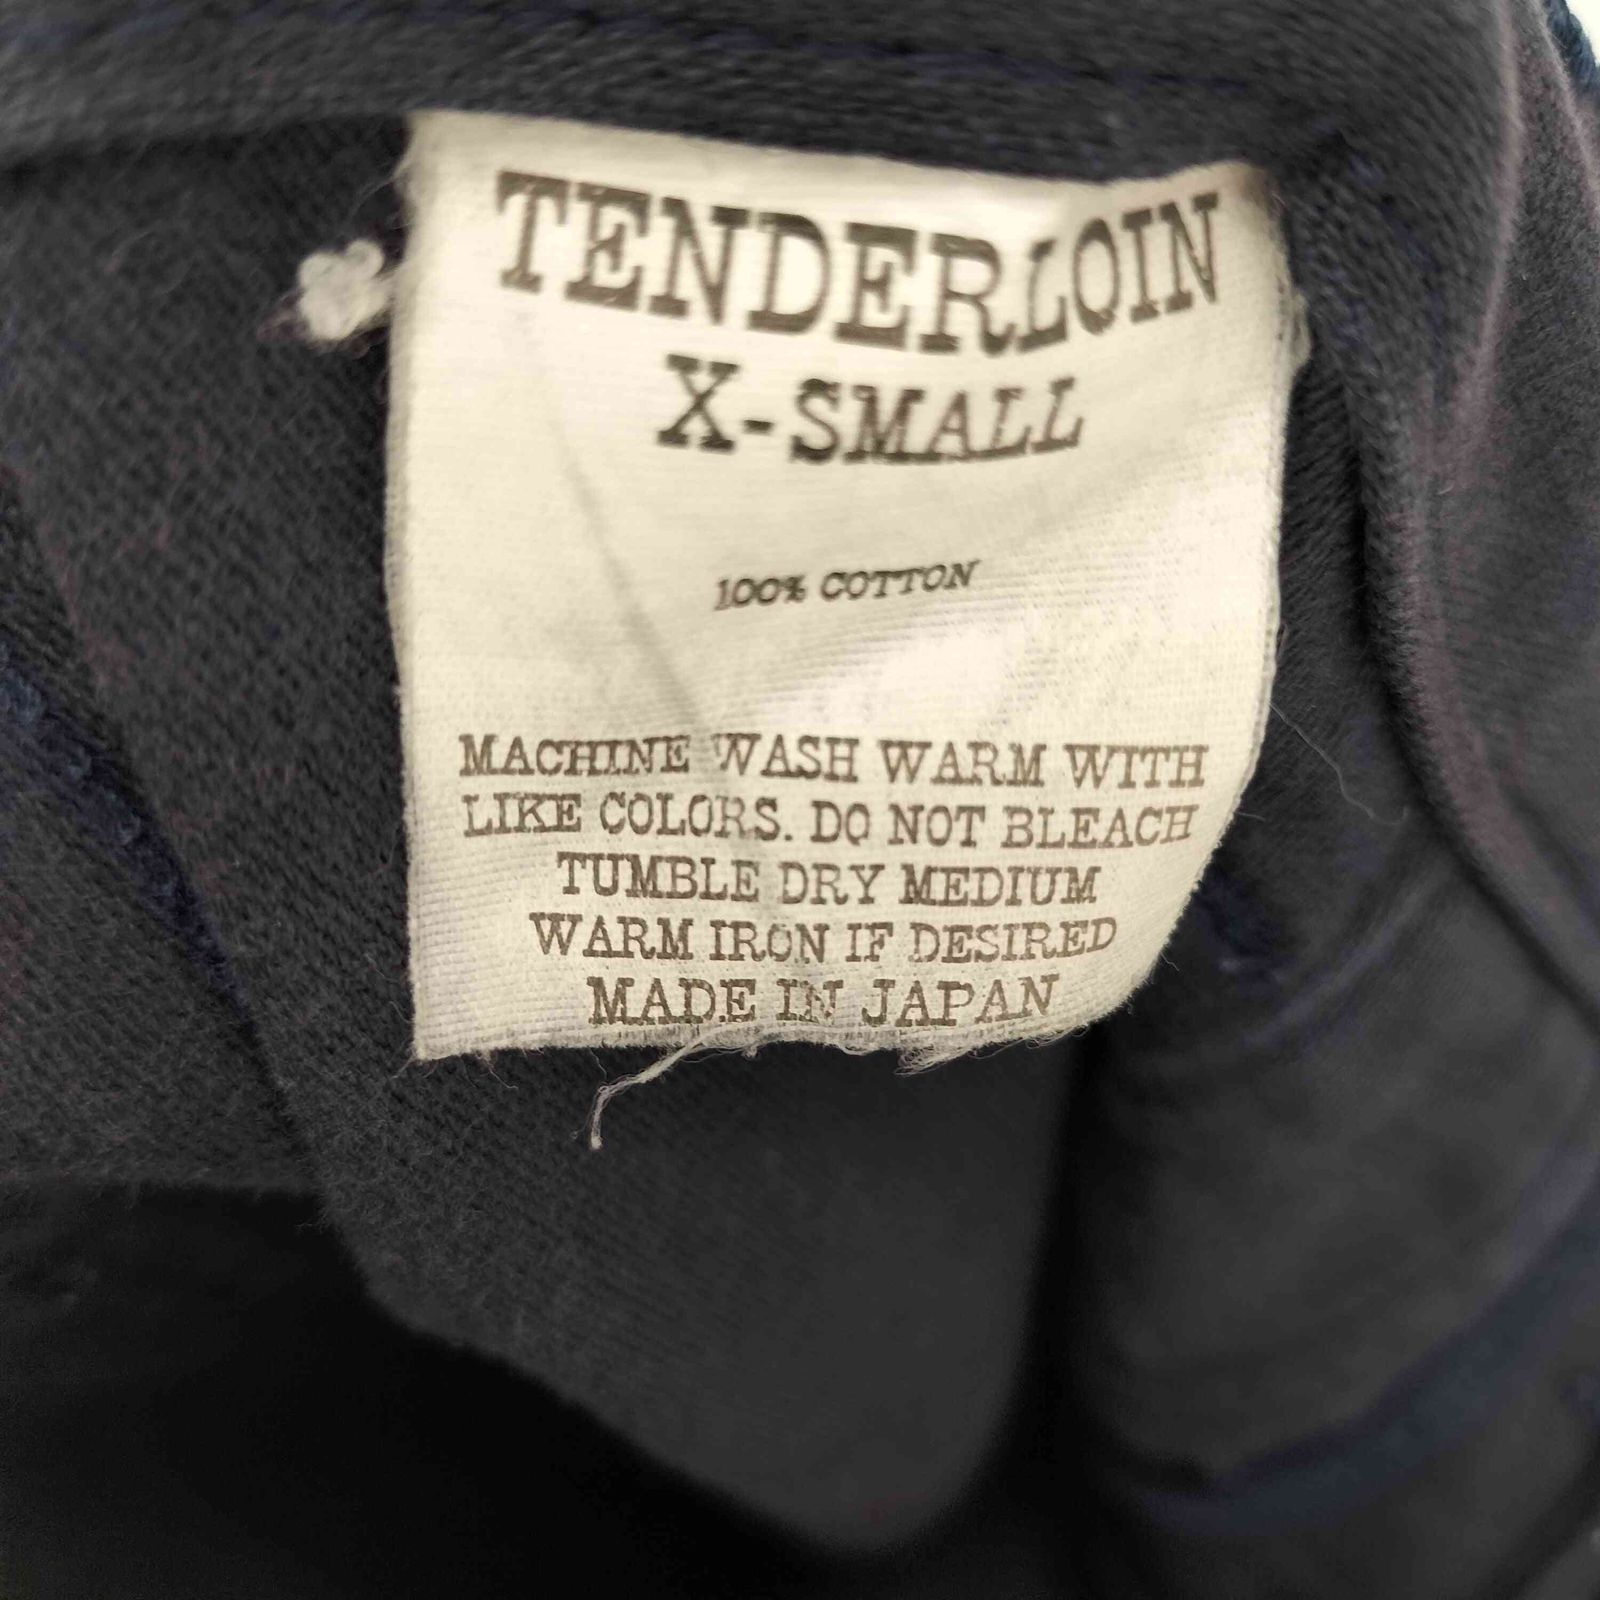 TENDERLOIN
X-SMALL
100% COTTON
MACHINE WASH WARM WITH
LIKE COLORS. DO NOT BLEACH
TUMBLE DRY MEDIUM
WARM IRON IF DESIRED
MADE IN JAPAN